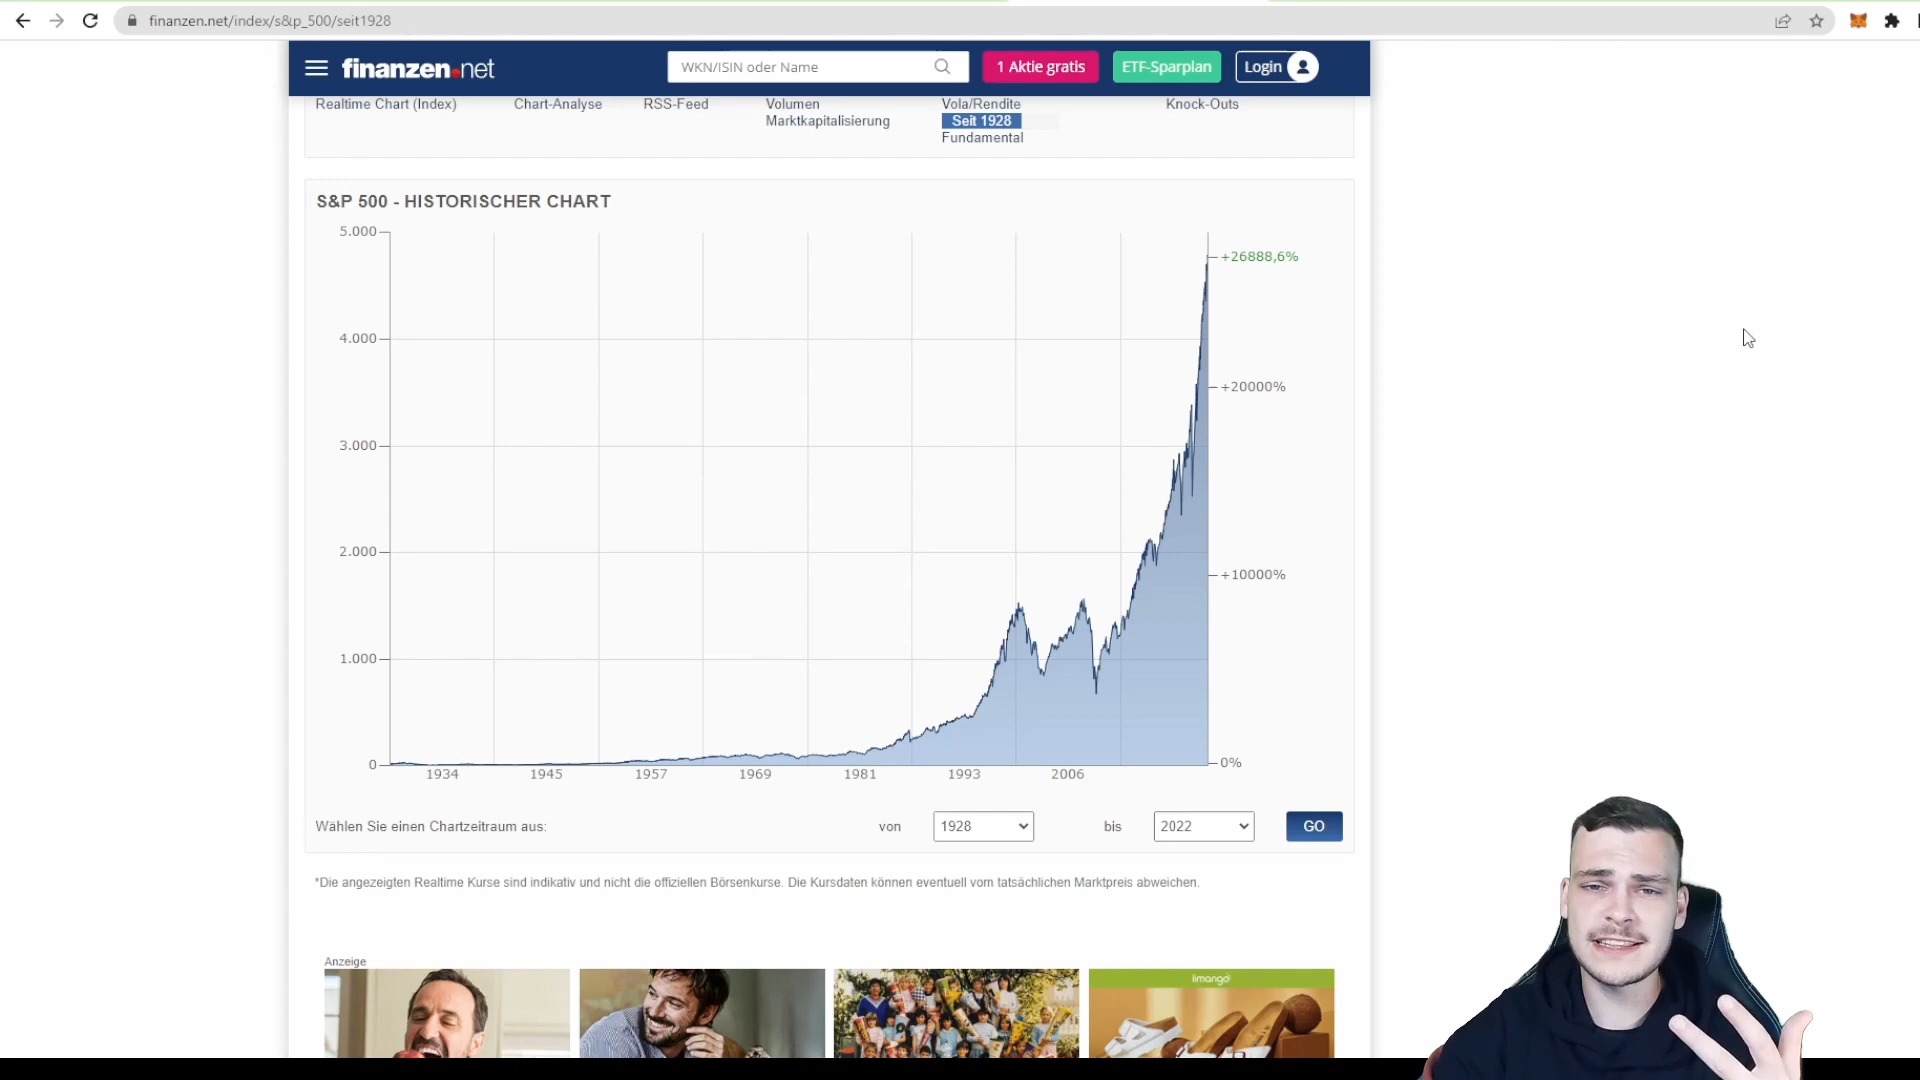 finanzen.net/index/s&p_500/seit1928
finanzen.net
WKN/ISIN oder Name
1 Aktie gratis
ETF-Sparplan
Login
Realtime Chart (Index)
Chart-Analyse
RSS-Feed
Volumen
Vola/Rendite
Knock-Outs
Marktkapitalisierung
Seit 1928
Fundamental
S&P 500 - HISTORISCHER CHART
5.000
+26888,6%
4.000
+20000%
3.000
2.000
+10000%
1.000
0
0%
1934
1945
1957
1969
1981
1993
2006
Wählen Sie einen Chartzeitraum aus:
von
1928
bis
2022
GO
*Die angezeigten Realtime Kurse sind indikativ und nicht die offiziellen Börsenkurse. Die Kursdaten können eventuell vom tatsächlichen Marktpreis abweichen.
Anzeige
limango